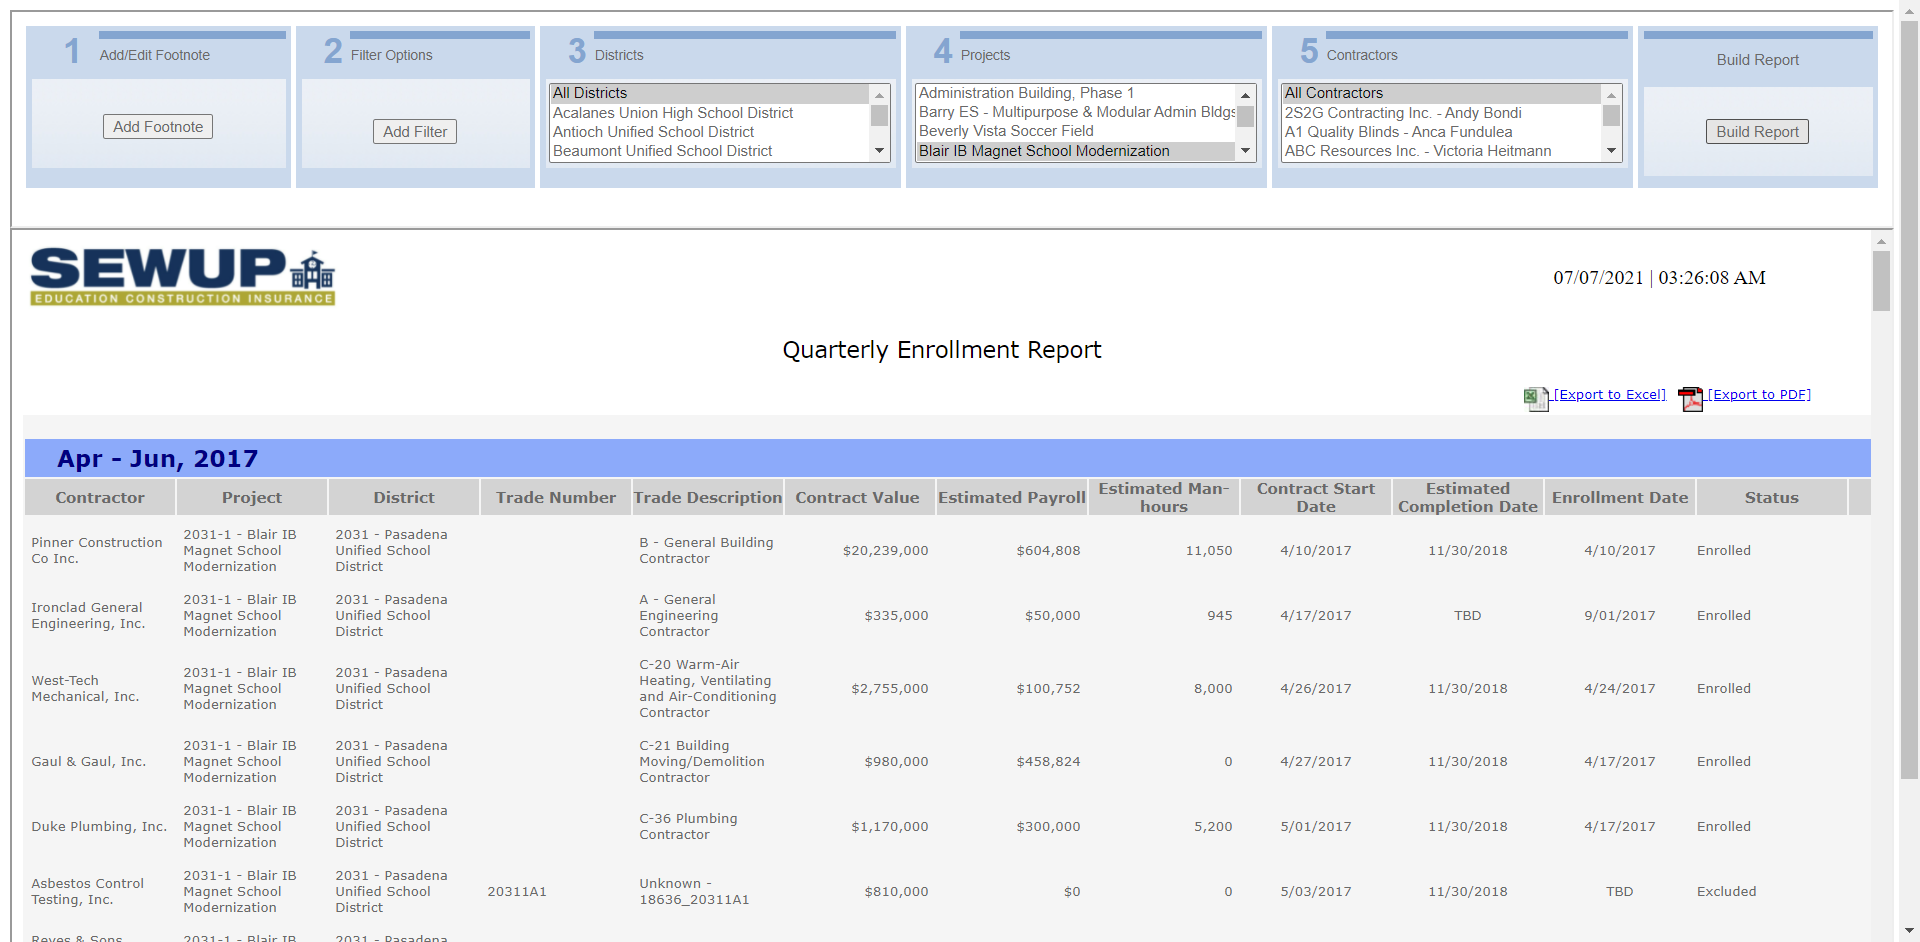 1 Add/Edit Footnote
Add Footnote
2 Filter Options
Add Filter
3 Districts
All Districts
Acalanes Union High School District
Antioch Unified School District
Beaumont Unified School District
4 Projects
Administration Building, Phase 1
Barry ES - Multipurpose & Modular Admin Bldgs
Beverly Vista Soccer Field
Blair IB Magnet School Modernization
5 Contractors
All Contractors
2S2G Contracting Inc. - Andy Bondi
A1 Quality Blinds - Anca Fundulea
ABC Resources Inc. - Victoria Heitmann
Build Report
Build Report
SEWUP
EDUCATION CONSTRUCTION INSURANCE
07/07/2021 | 03:26:08 AM
Quarterly Enrollment Report
[Export to Excel] [Export to PDF]
Apr - Jun, 2017
Contractor
Project
District
Trade Number
Trade Description
Contract Value
Estimated Payroll
Estimated Man-
hours
Contract Start
Date
Estimated
Completion Date
Enrollment Date
Status
Pinner Construction
Co Inc.
2031-1 - Blair IB
Magnet School
Modernization
2031 - Pasadena
Unified School
District
B - General Building
Contractor
$20,239,000
$604,808
11,050
4/10/2017
11/30/2018
4/10/2017
Enrolled
Ironclad General
Engineering, Inc.
2031-1 - Blair IB
Magnet School
Modernization
2031 - Pasadena
Unified School
District
A - General
Engineering
Contractor
$335,000
$50,000
945
4/17/2017
TBD
9/01/2017
Enrolled
West-Tech
Mechanical, Inc.
2031-1 - Blair IB
Magnet School
Modernization
2031 - Pasadena
Unified School
District
C-20 Warm-Air
Heating, Ventilating
and Air-Conditioning
Contractor
$2,755,000
$100,752
8,000
4/26/2017
11/30/2018
4/24/2017
Enrolled
Gaul & Gaul, Inc.
2031-1 - Blair IB
Magnet School
Modernization
2031 - Pasadena
Unified School
District
C-21 Building
Moving/Demolition
Contractor
$980,000
$458,824
0
4/27/2017
11/30/2018
4/17/2017
Enrolled
Duke Plumbing, Inc.
2031-1 - Blair IB
Magnet School
Modernization
2031 - Pasadena
Unified School
District
C-36 Plumbing
Contractor
$1,170,000
$300,000
5,200
5/01/2017
11/30/2018
4/17/2017
Enrolled
Asbestos Control
Testing, Inc.
2031-1 - Blair IB
Magnet School
Modernization
2031 - Pasadena
Unified School
District
20311A1
Unknown -
18636_20311A1
$810,000
$0
0
5/03/2017
11/30/2018
TBD
Excluded
Reyes & Sons
2031-1 - Blair IB
2031 - Pasadena